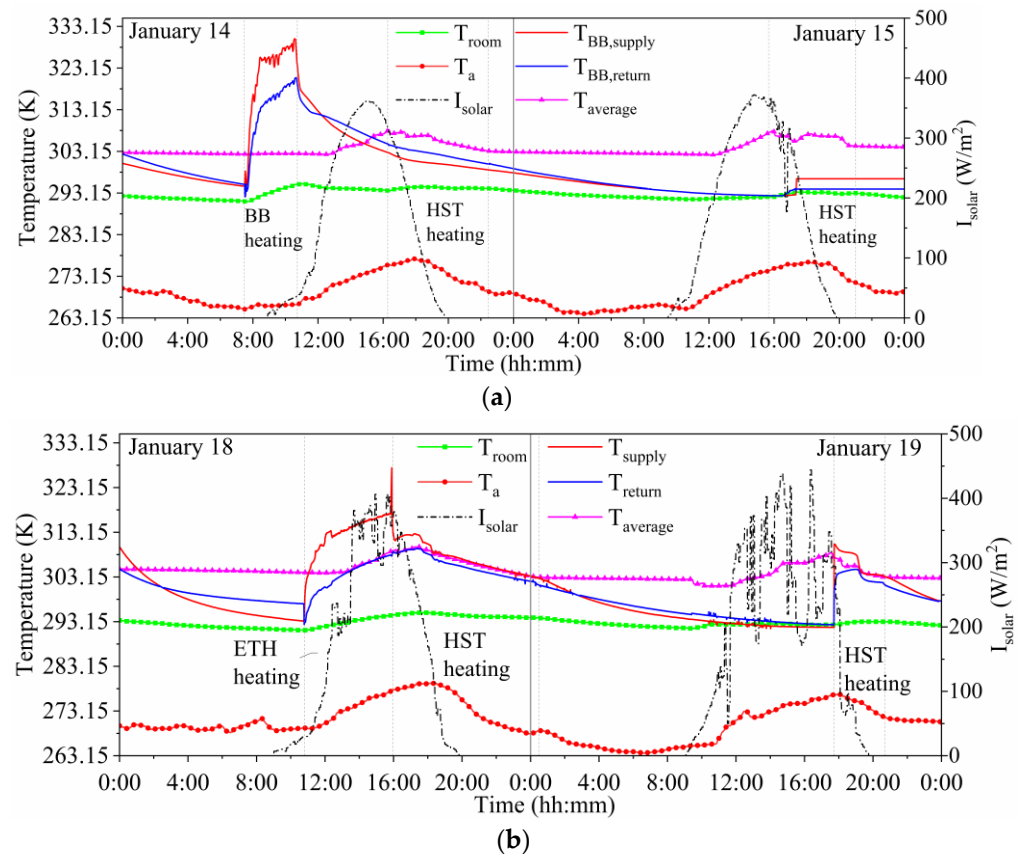 January 14
January 15
T_room
T_BB,supply
T_a
T_BB,return
I_solar
T_average
BB
heating
HST
heating
HST
heating
Temperature (K)
333.15
323.15
313.15
303.15
293.15
283.15
273.15
263.15
500
400
300
200
100
0
I_solar (W/m²)
0:00 4:00 8:00 12:00 16:00 20:00 0:00 4:00 8:00 12:00 16:00 20:00 0:00
Time (hh:mm)
(a)
January 18
January 19
T_room
T_supply
T_a
T_return
I_solar
T_average
ETH
heating
HST
heating
HST
heating
Temperature (K)
333.15
323.15
313.15
303.15
293.15
283.15
273.15
263.15
500
400
300
200
100
0
I_solar (W/m²)
0:00 4:00 8:00 12:00 16:00 20:00 0:00 4:00 8:00 12:00 16:00 20:00 0:00
Time (hh:mm)
(b)